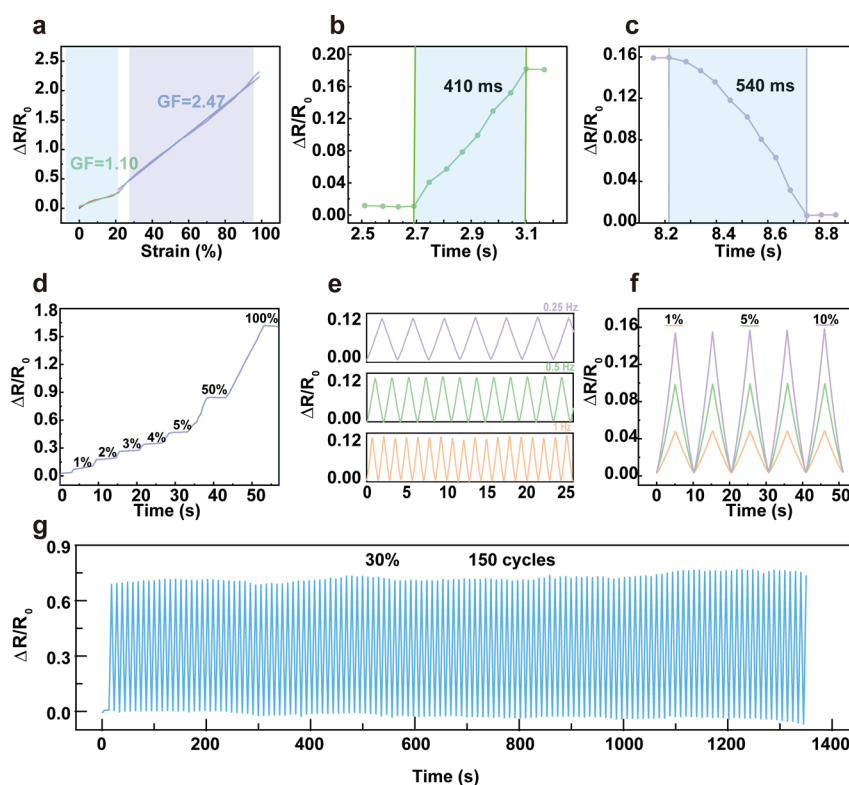 a
b
c
ΔR/R0
2.5
2.0
1.5
1.0
0.5
0.0
GF=2.47
GF=1.10
0 20 40 60 80 100
Strain (%)
ΔR/R0
0.20
0.16
0.12
0.08
0.04
0.00
410 ms
2.5 2.7 2.9 3.1
Time (s)
ΔR/R0
0.16
0.12
0.08
0.04
0.00
540 ms
8.2 8.4 8.6 8.8
Time (s)
d
e
f
ΔR/R0
1.8
1.5
1.2
0.9
0.6
0.3
0.0
1% 2% 3% 4% 5% 50% 100%
0 10 20 30 40 50
Time (s)
ΔR/R0
0.25 Hz
0.12
0.00
0.5 Hz
0.12
0.00
1 Hz
0.12
0.00
0 5 10 15 20 25
Time (s)
ΔR/R0
0.16
0.12
0.08
0.04
0.00
1% 5% 10%
0 10 20 30 40 50
Time (s)
g
ΔR/R0
0.9
0.6
0.3
0.0
30% 150 cycles
0 200 400 600 800 1000 1200 1400
Time (s)